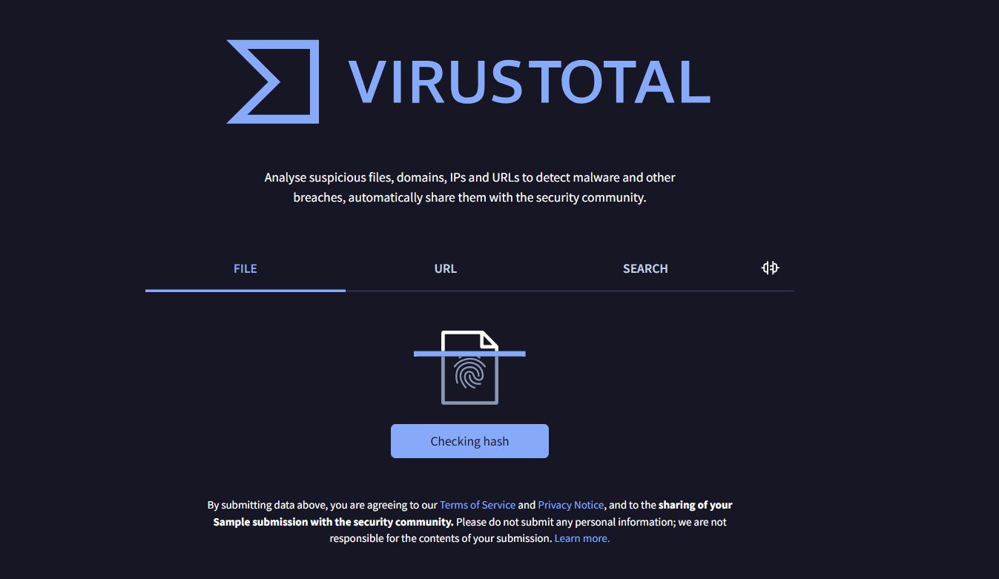 VIRUSTOTAL
Analyse suspicious files, domains, IPs and URLs to detect malware and other
breaches, automatically share them with the security community.
FILE
URL
SEARCH
Checking hash
By submitting data above, you are agreeing to our Terms of Service and Privacy Notice, and to the sharing of your
Sample submission with the security community. Please do not submit any personal information; we are not
responsible for the contents of your submission. Learn more.